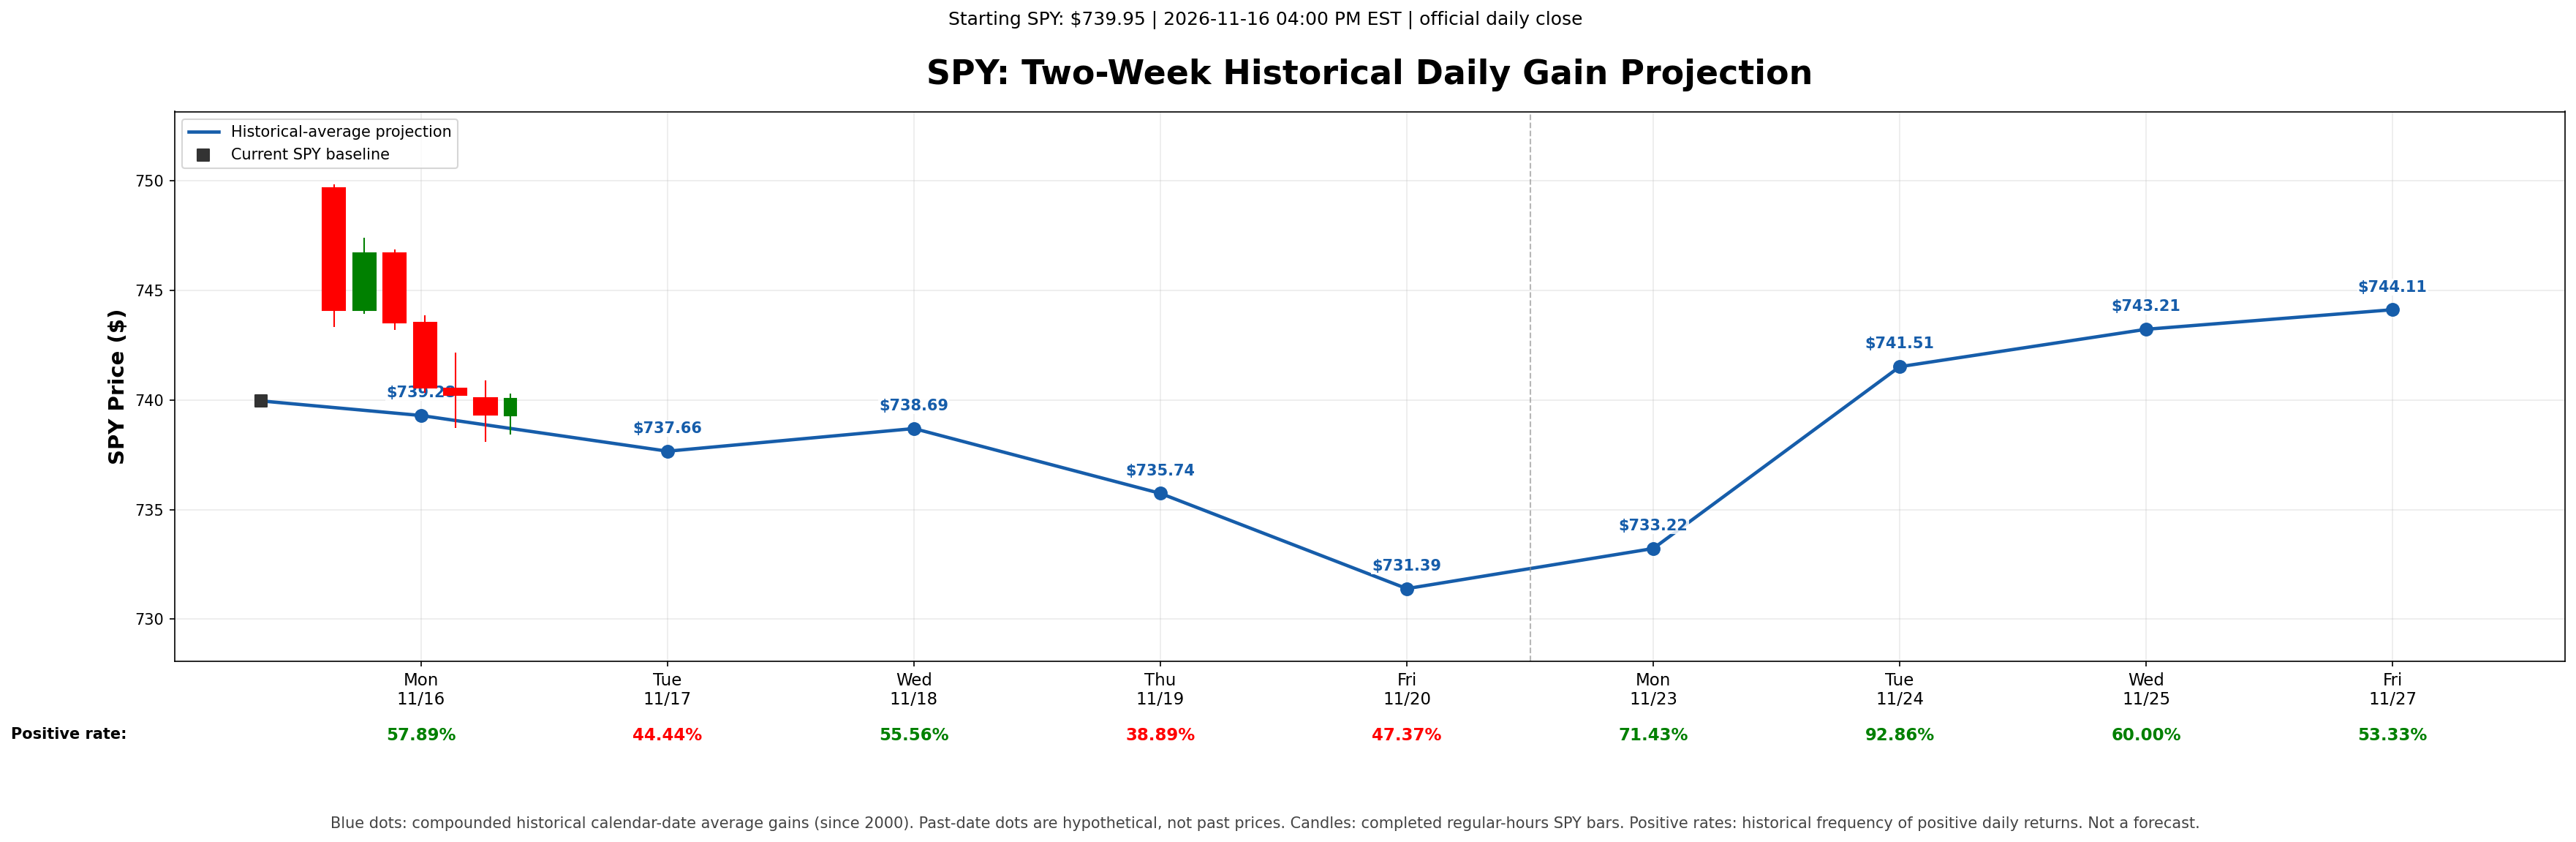 Starting SPY: $739.95 | 2026-11-16 04:00 PM EST | official daily close
SPY: Two-Week Historical Daily Gain Projection
Historical-average projection
Current SPY baseline
SPY Price ($)
750
745
740
735
730
$737.66
$738.69
$735.74
$731.39
$733.22
$741.51
$743.21
$744.11
Mon Tue Wed Thu Fri Mon Tue Wed Fri
11/16 11/17 11/18 11/19 11/20 11/23 11/24 11/25 11/27
Positive rate: 57.89% 44.44% 55.56% 38.89% 47.37% 71.43% 92.86% 60.00% 53.33%
Blue dots: compounded historical calendar-date average gains (since 2000). Past-date dots are hypothetical, not past prices. Candles: completed regular-hours SPY bars. Positive rates: historical frequency of positive daily returns. Not a forecast.